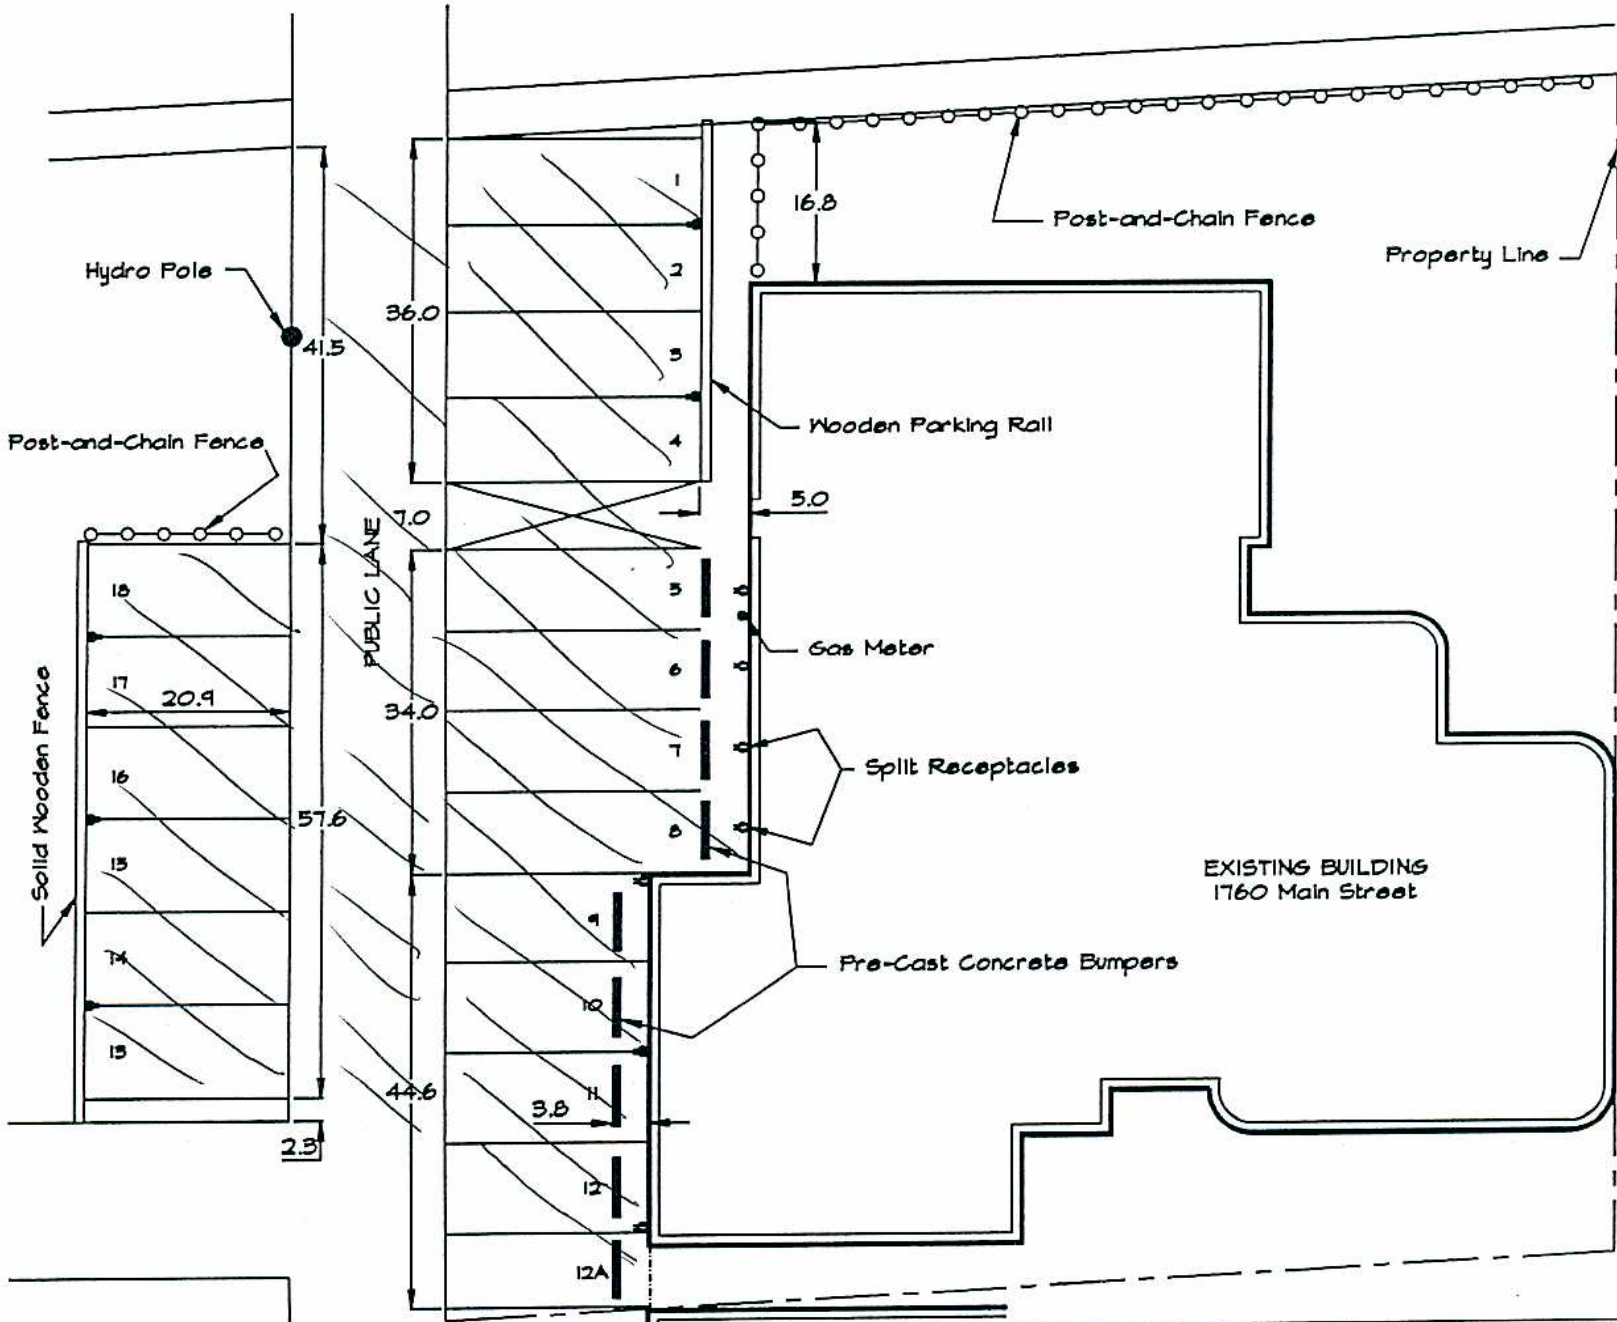 1
16.8
Post-and-Chain Fence
Property Line
Hydro Pole
2
36.0
41.5
3
Wooden Parking Rail
Post-and-Chain Fence
4
5.0
7.0
PUBLIC LANE
18
5
Gas Meter
6
17
20.9
34.0
Solid Wooden Fence
7
Split Receptacles
16
57.6
8
EXISTING BUILDING
1760 Main Street
15
9
Pre-Cast Concrete Bumpers
14
10
13
44.6
11
3.8
2.3
12
12A